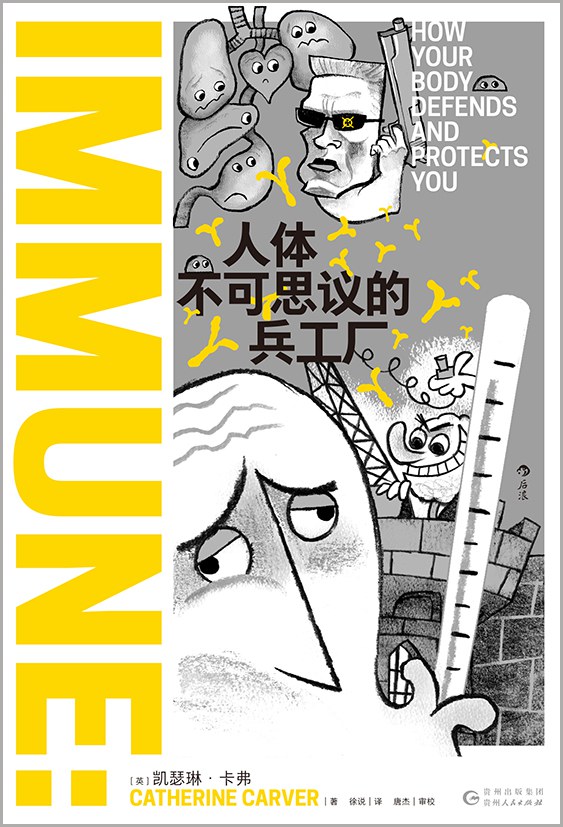 IMMUNE:
HOW
YOUR
BODY
DEFENDS
AND
PROTECTS
YOU
人体
不可思议的
兵工厂
后浪
[英] 凯瑟琳·卡弗
CATHERINE CARVER |著 徐说|译 唐杰|审校
贵州出版集团
贵州人民出版社